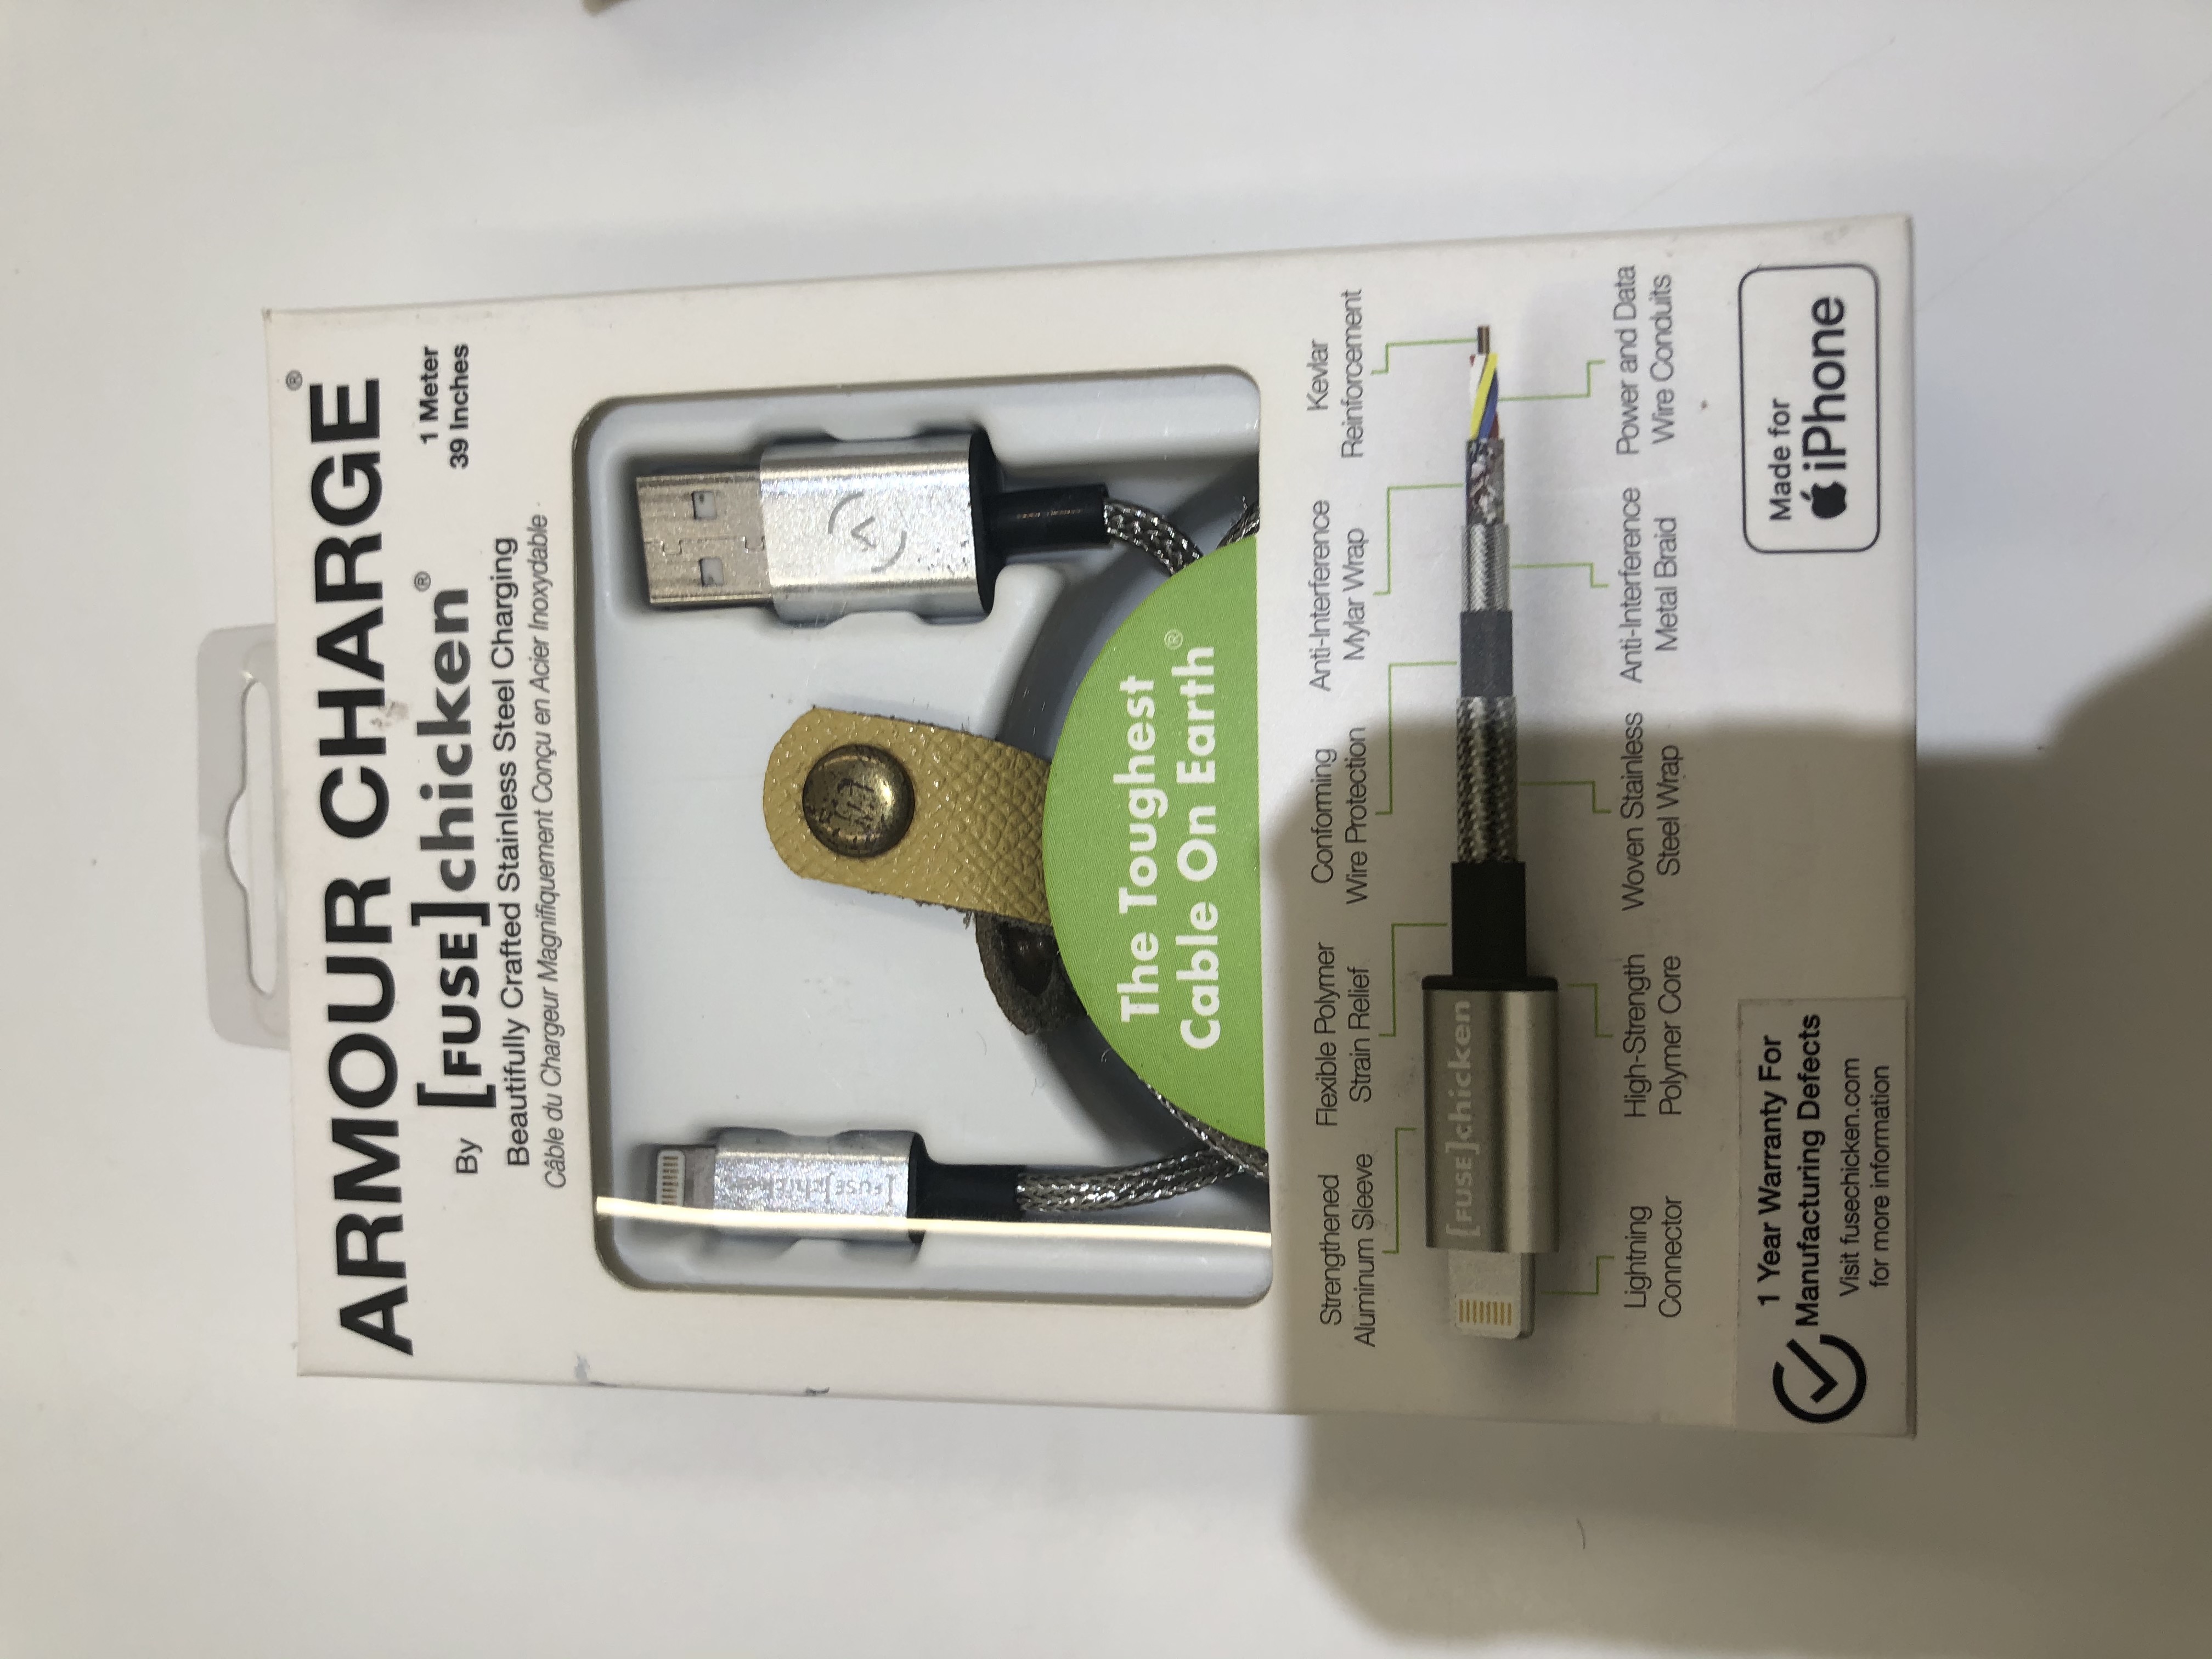 ARMOUR CHARGE®
By [FUSE]chicken®
1 Meter
39 Inches
Beautifully Crafted Stainless Steel Charging
Câble du Chargeur Magnifiquement Conçu en Acier Inoxydable
[FUSE]chic
The Toughest
Cable On Earth®
Strengthened
Aluminum Sleeve
Flexible Polymer
Strain Relief
Conforming
Wire Protection
Anti-Interference
Mylar Wrap
Kevlar
Reinforcement
[FUSE]chicken
Lightning
Connector
High-Strength
Polymer Core
Woven Stainless
Steel Wrap
Anti-Interference
Metal Braid
Power and Data
Wire Conduits
1 Year Warranty For
Manufacturing Defects
Visit fusechicken.com
for more information
Made for
iPhone